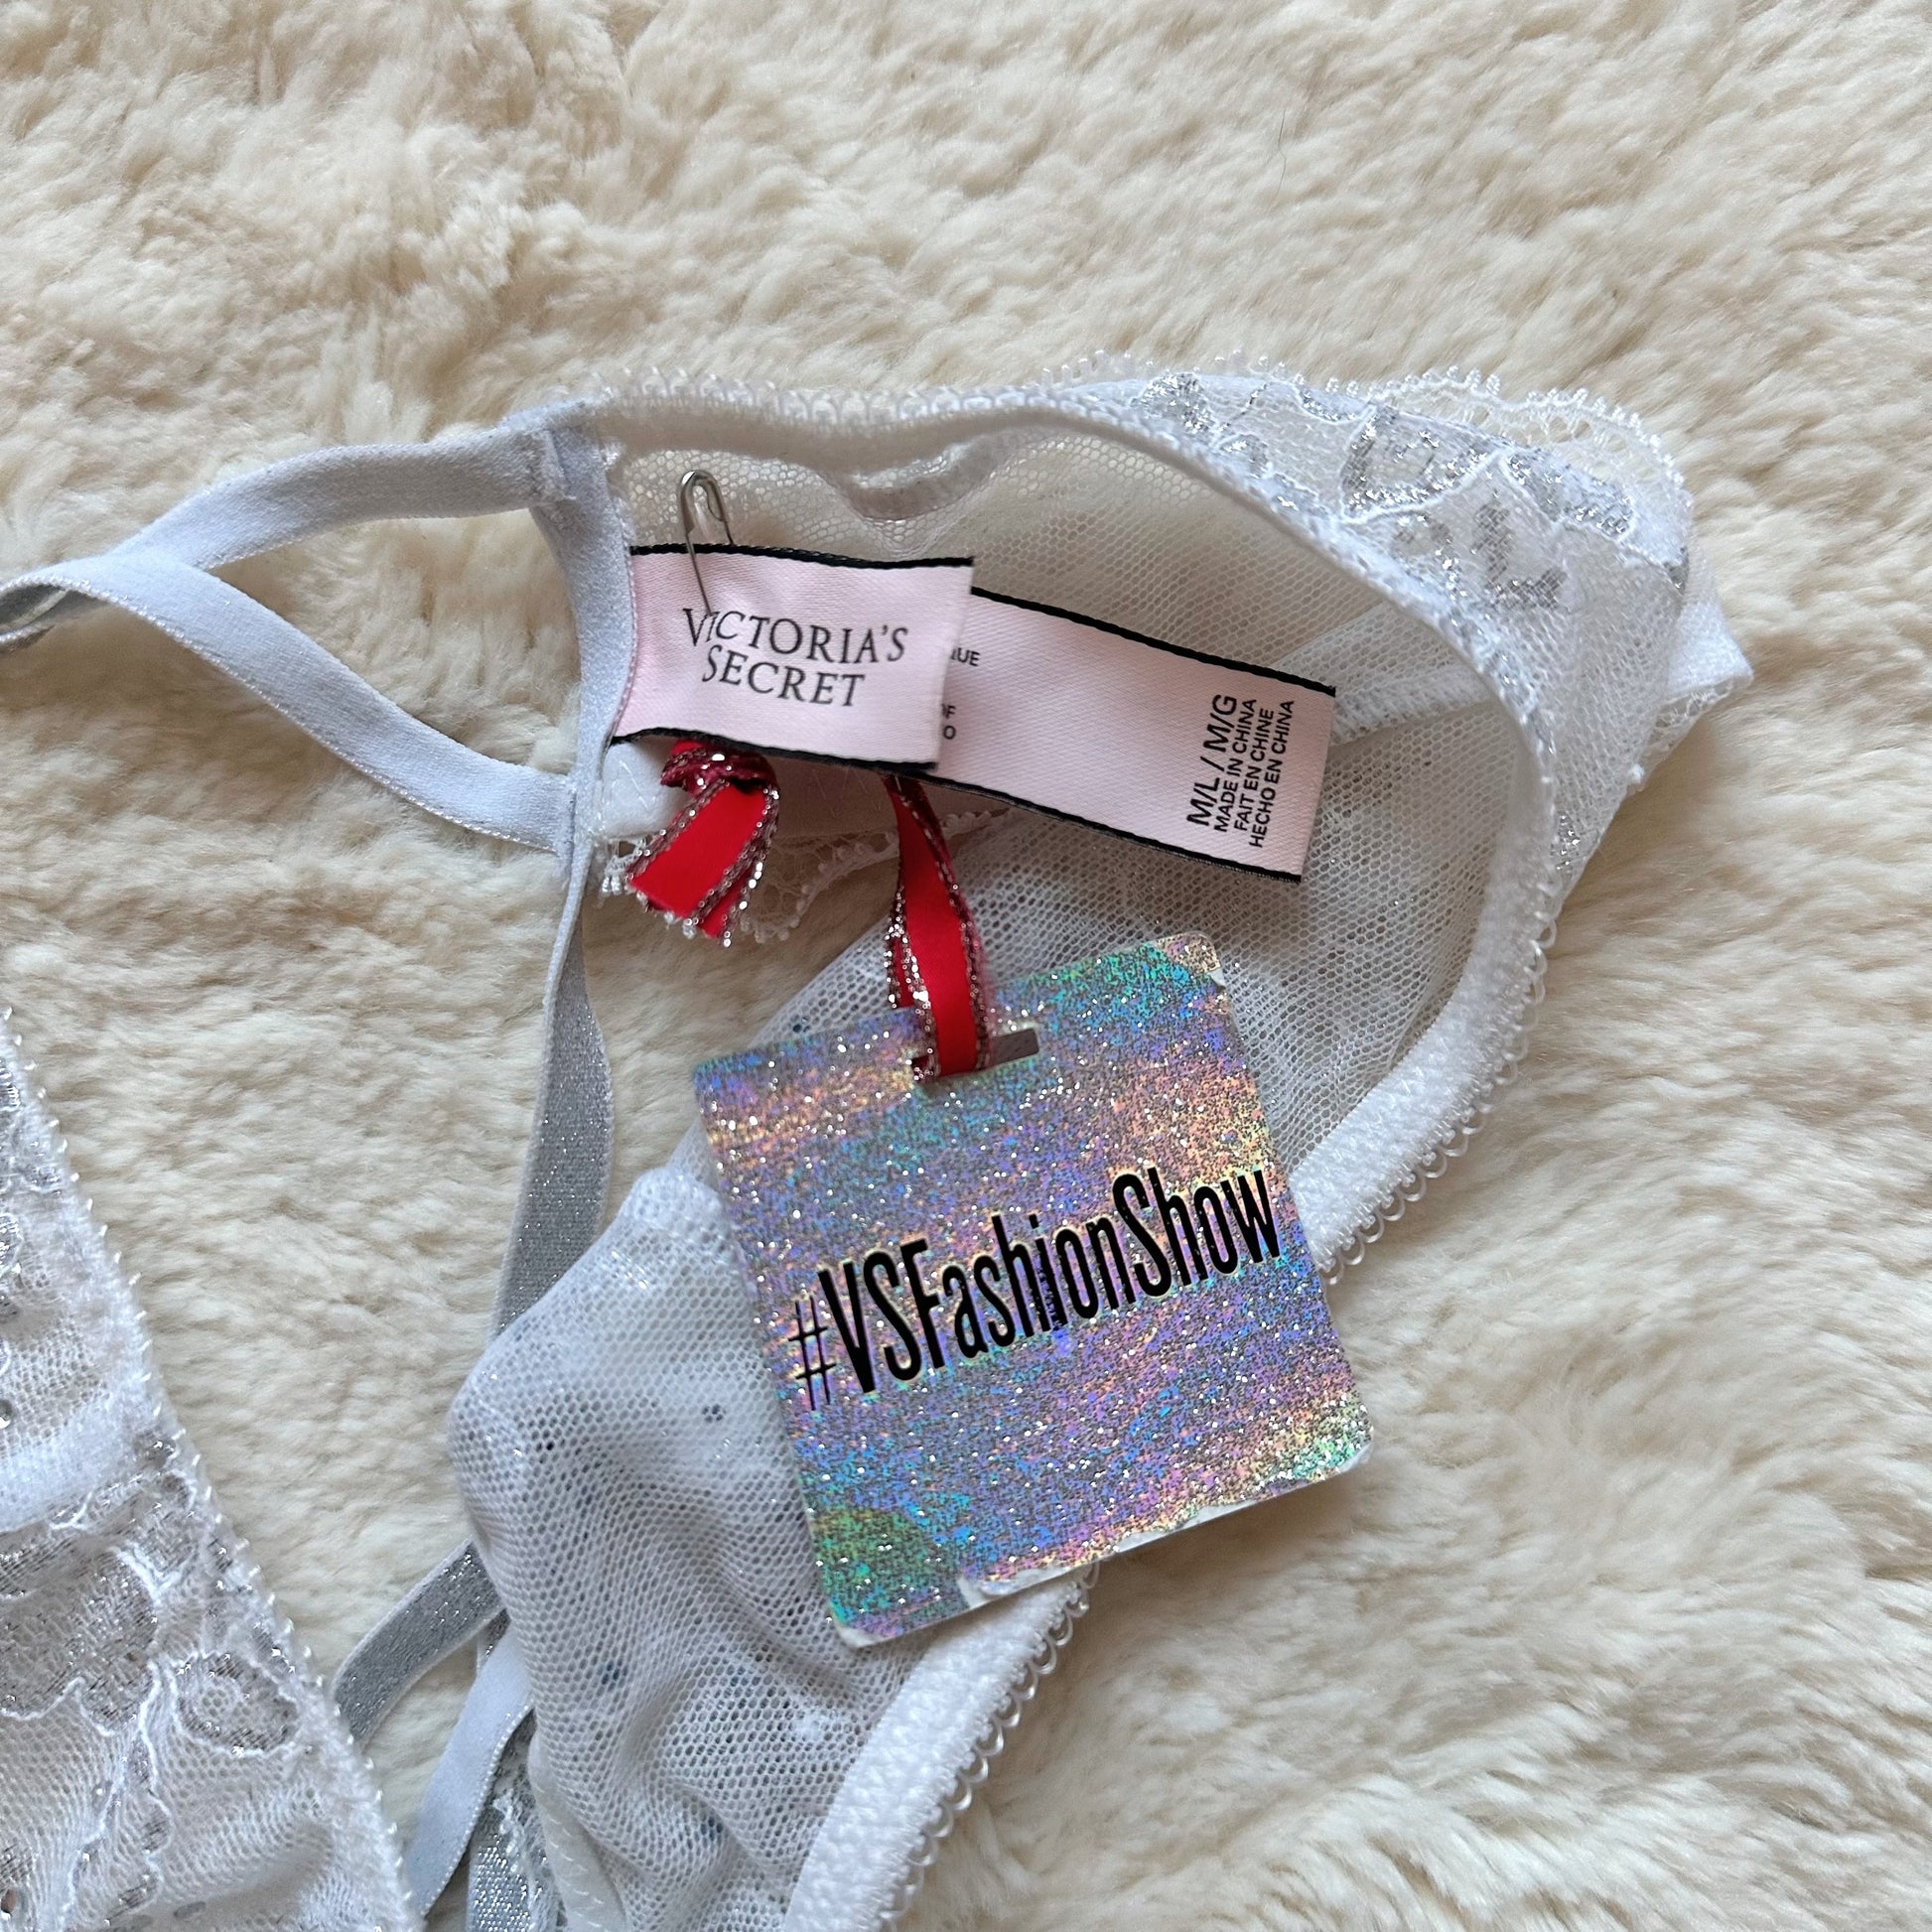 VICTORIA'S
SECRET
M/L / M/G
MADE IN CHINA
FAIT EN CHINE
HECHO EN CHINA
#VSFashionShow